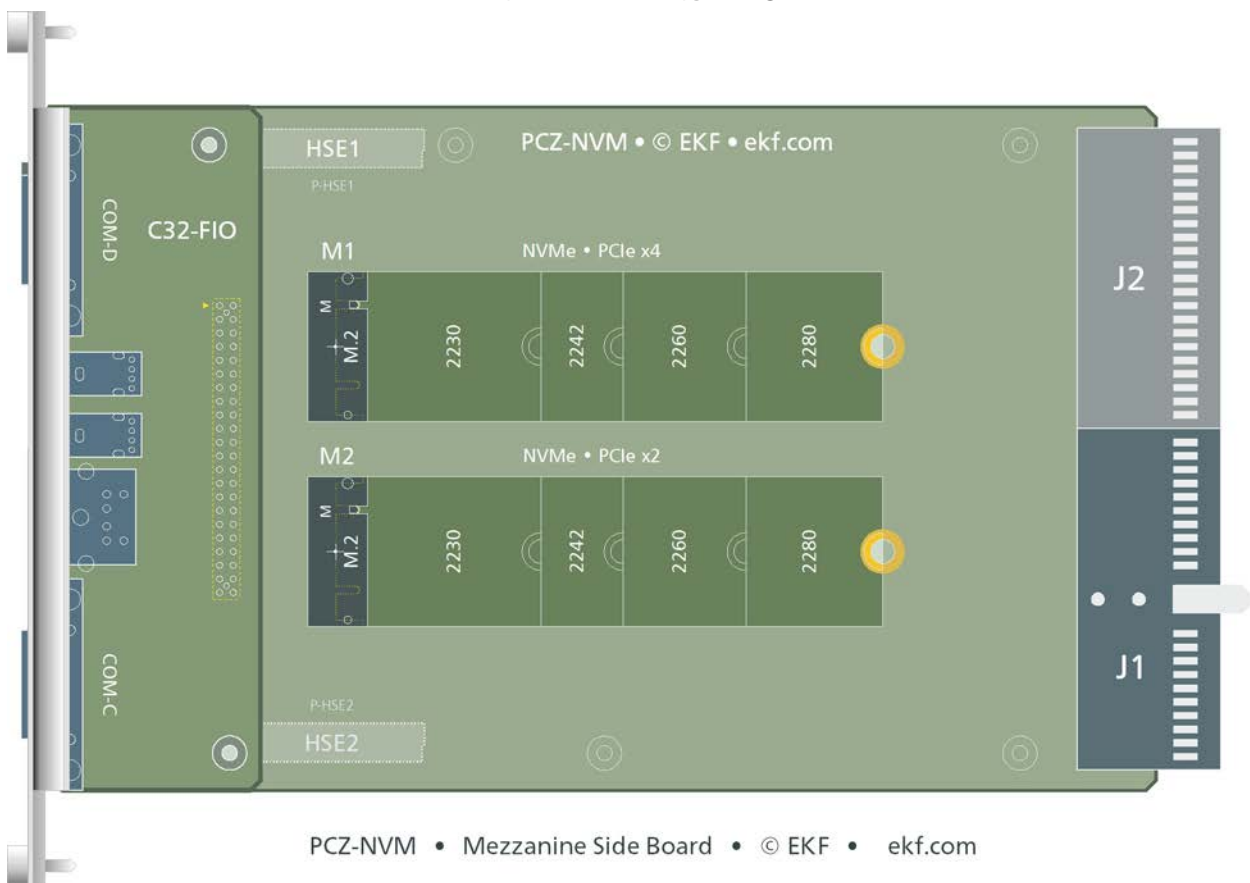 HSE1
PCZ-NVM • © EKF • ekf.com
P-HSE1
COM-D
C32-FIO
M1
NVMe • PCIe x4
J2
M
M.2
2230
2242
2260
2280
M2
NVMe • PCIe x2
M
M.2
2230
2242
2260
2280
J1
COM-C
P-HSE2
HSE2
PCZ-NVM • Mezzanine Side Board • © EKF • ekf.com